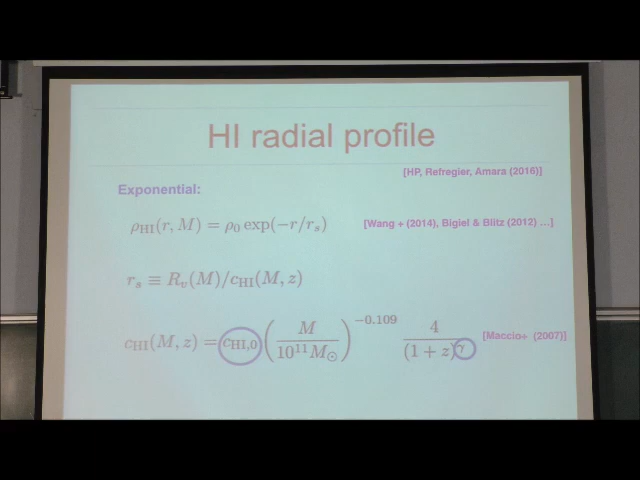 HI radial profile
[HP, Refregier, Amara (2016)]
Exponential:
ρHI(r, M) = ρ0 exp(−r/rs) [Wang + (2014), Bigiel & Blitz (2012) ...]
rs ≡ Rv(M)/cHI(M, z)
cHI(M, z) = cHI,0 (M / 10^11 M⊙)^−0.109 4 / (1 + z)^γ [Maccio+ (2007)]